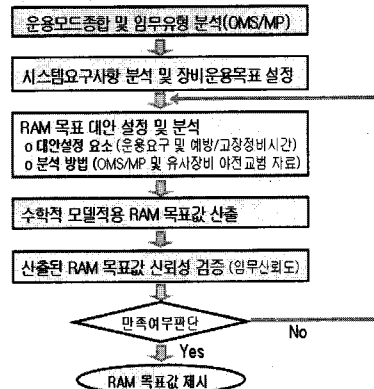 운용모드종합 및 임무유형 분석(OMS/MP)
시스템요구사항 분석 및 장비운용목표 설정
RAM 목표 대안 설정 및 분석
o 대안설정 요소 (운용요구 및 예방/고장정비시간)
o 분석 방법 (OMS/MP 및 유사장비 야전교범 자료)
수학적 모델적용 RAM 목표값 산출
산출된 RAM 목표값 신뢰성 검증 (임무신뢰도)
만족여부판단
No
Yes
RAM 목표값 제시